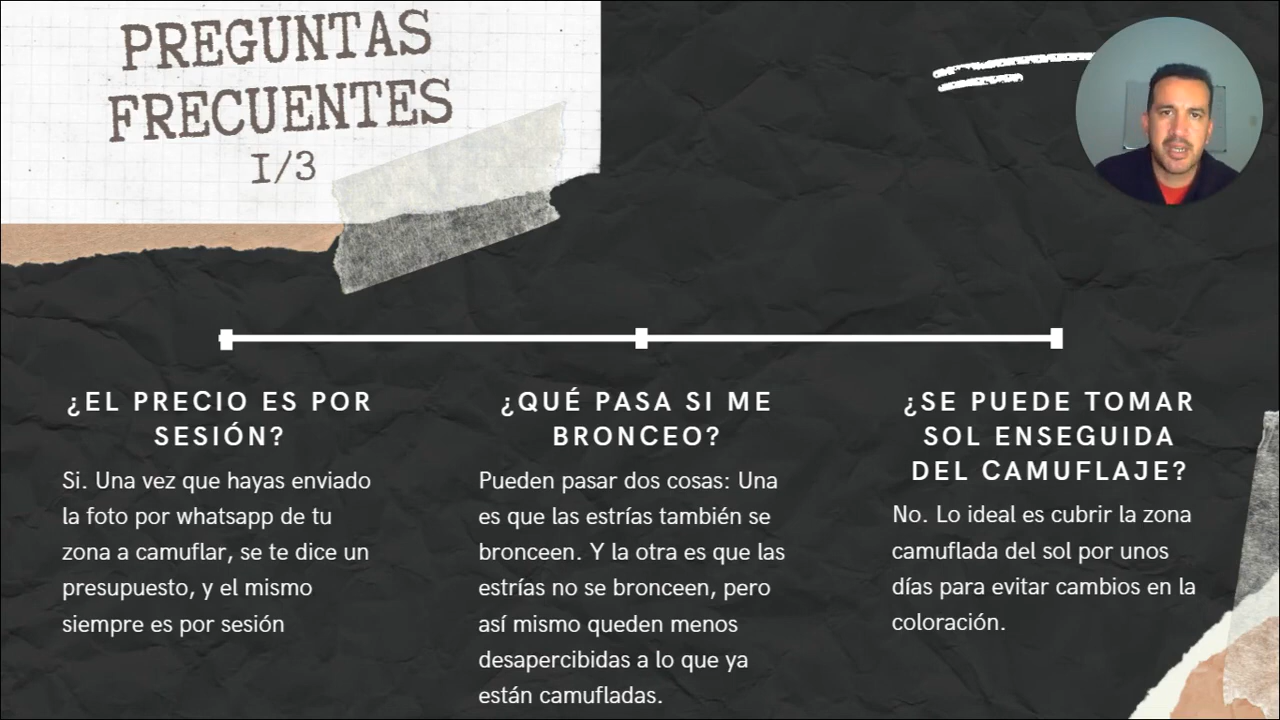 PREGUNTAS
FRECUENTES
1/3
¿EL PRECIO ES POR
SESIÓN?
Si. Una vez que hayas enviado
la foto por whatsapp de tu
zona a camuflar, se te dice un
presupuesto, y el mismo
siempre es por sesión
¿QUÉ PASA SI ME
BRONCEO?
Pueden pasar dos cosas: Una
es que las estrías también se
bronceen. Y la otra es que las
estrías no se bronceen, pero
así mismo queden menos
desapercibidas a lo que ya
están camufladas.
¿SE PUEDE TOMAR
SOL ENSEGUIDA
DEL CAMUFLAJE?
No. Lo ideal es cubrir la zona
camuflada del sol por unos
días para evitar cambios en la
coloración.